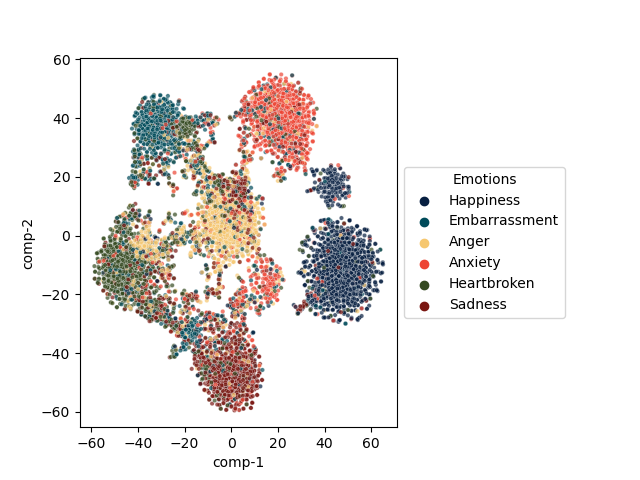 60
40
20
0
−20
−40
−60
comp-2
−60 −40 −20 0 20 40 60
comp-1
Emotions
Happiness
Embarrassment
Anger
Anxiety
Heartbroken
Sadness